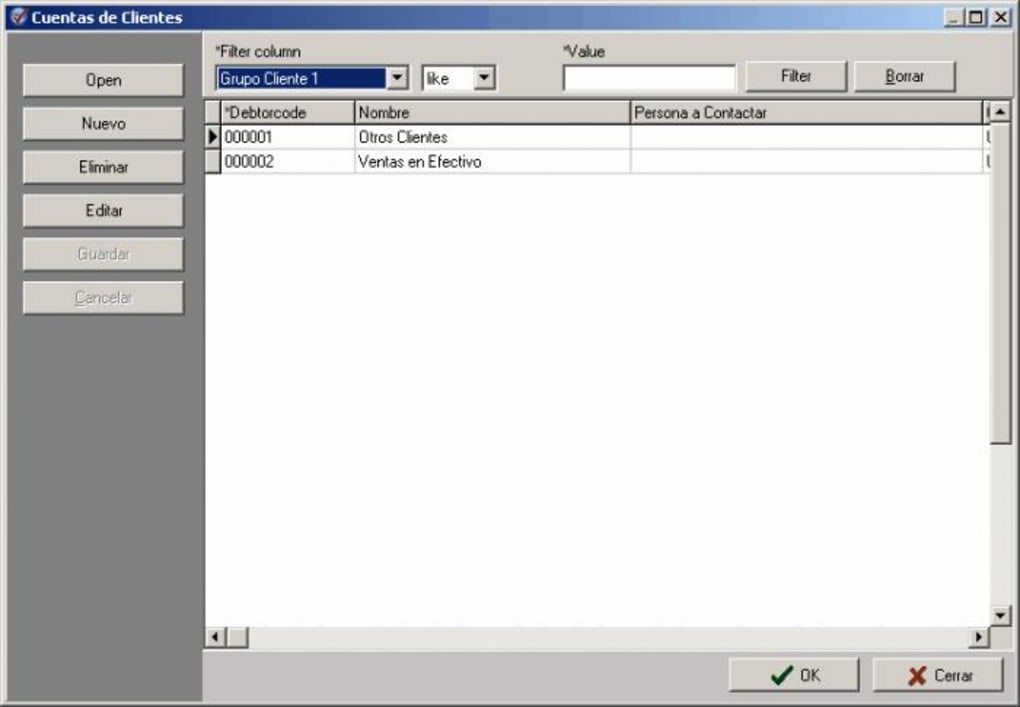 Cuentas de Clientes
*Filter column
*Value
Grupo Cliente 1
like
Filter
Borrar
Open
Nuevo
Eliminar
Editar
Guardar
Cancelar
*Debtorcode Nombre Persona a Contactar
000001 Otros Clientes
000002 Ventas en Efectivo
OK
Cerrar